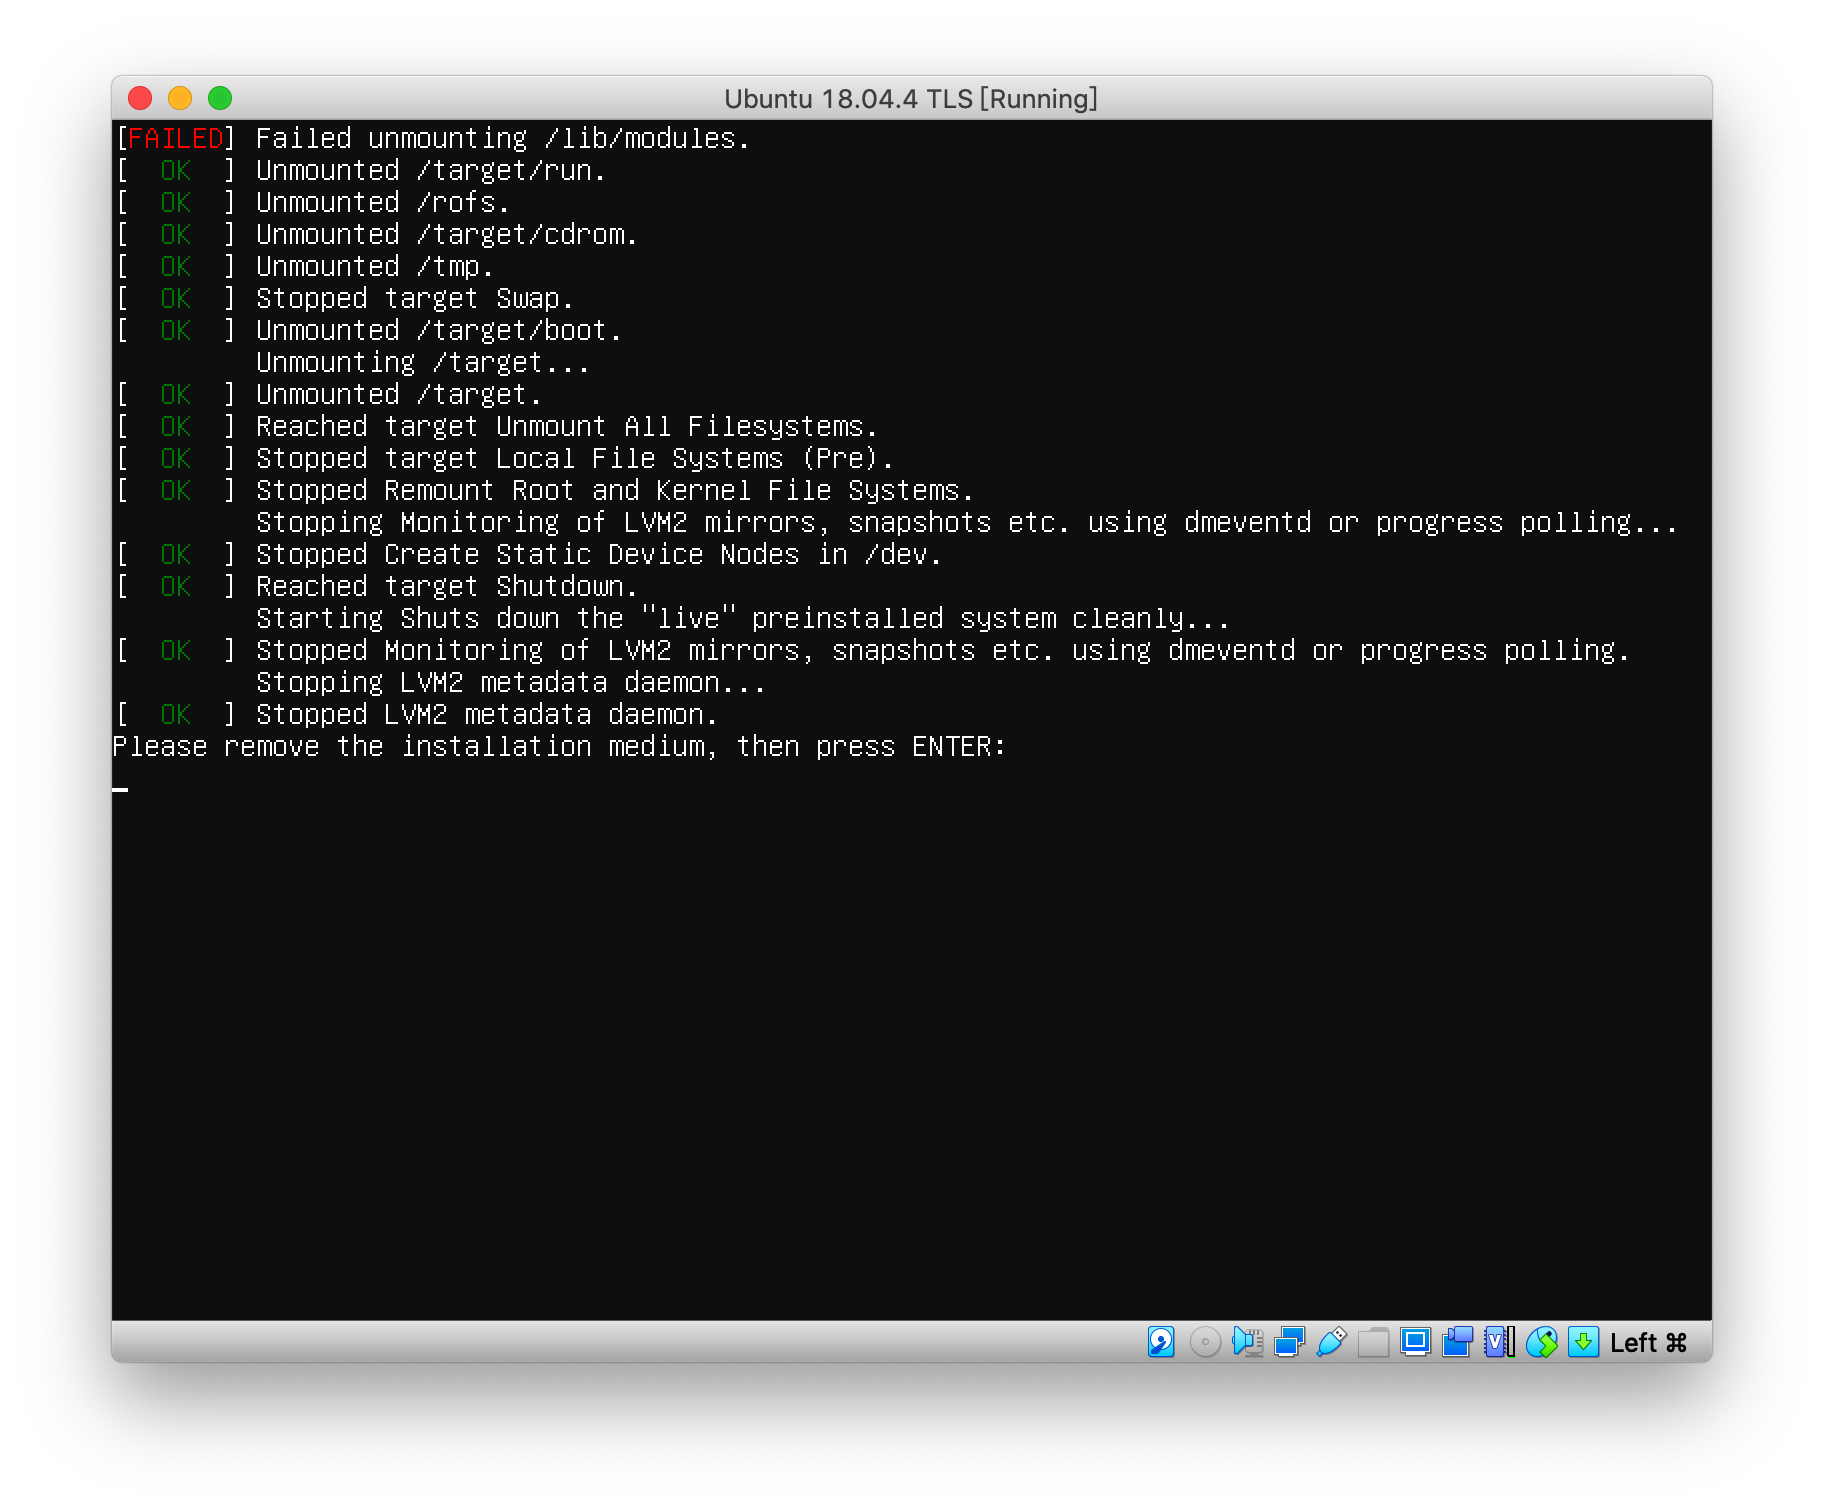 Ubuntu 18.04.4 TLS [Running]
[FAILED] Failed unmounting /lib/modules.
[  OK  ] Unmounted /target/run.
[  OK  ] Unmounted /rofs.
[  OK  ] Unmounted /target/cdrom.
[  OK  ] Unmounted /tmp.
[  OK  ] Stopped target Swap.
[  OK  ] Unmounted /target/boot.
         Unmounting /target...
[  OK  ] Unmounted /target.
[  OK  ] Reached target Unmount All Filesystems.
[  OK  ] Stopped target Local File Systems (Pre).
[  OK  ] Stopped Remount Root and Kernel File Systems.
         Stopping Monitoring of LVM2 mirrors, snapshots etc. using dmeventd or progress polling...
[  OK  ] Stopped Create Static Device Nodes in /dev.
[  OK  ] Reached target Shutdown.
         Starting Shuts down the "live" preinstalled system cleanly...
[  OK  ] Stopped Monitoring of LVM2 mirrors, snapshots etc. using dmeventd or progress polling.
         Stopping LVM2 metadata daemon...
[  OK  ] Stopped LVM2 metadata daemon.
Please remove the installation medium, then press ENTER:
Left ⌘